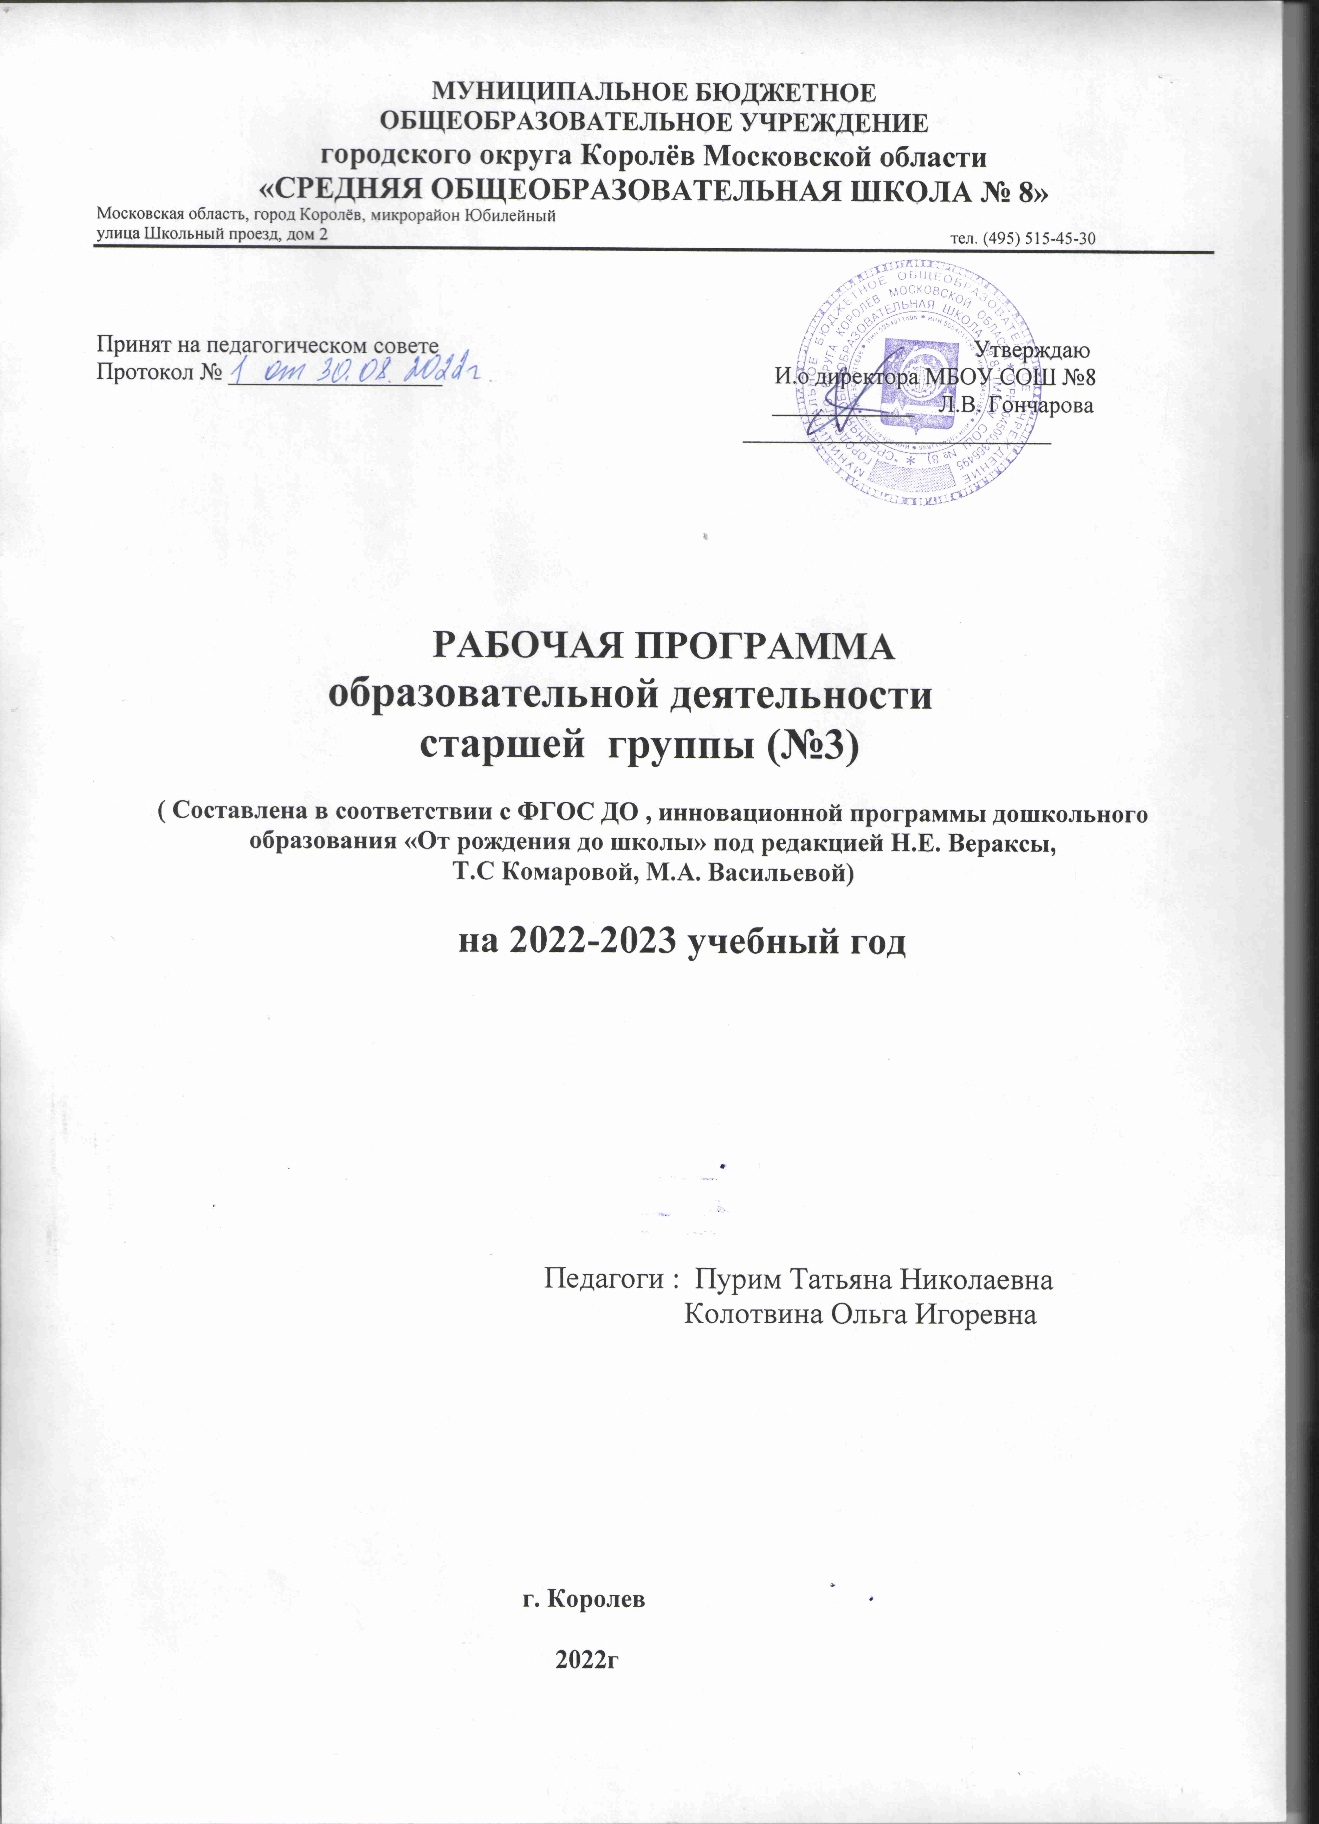 МУНИЦИПАЛЬНОЕ БЮДЖЕТНОЕ
ОБЩЕОБРАЗОВАТЕЛЬНОЕ УЧРЕЖДЕНИЕ
городского округа Королёв Московской области
«СРЕДНЯЯ ОБЩЕОБРАЗОВАТЕЛЬНАЯ ШКОЛА № 8»
Московская область, город Королёв, микрорайон Юбилейный
улица Школьный проезд, дом 2
тел. (495) 515-45-30
Принят на педагогическом совете
Протокол № 1 от 30.08.2022г
Утверждаю
И.о директора МБОУ СОШ №8
Л.В. Гончарова
РАБОЧАЯ ПРОГРАММА
образовательной деятельности
старшей группы (№3)
( Составлена в соответствии с ФГОС ДО , инновационной программы дошкольного
образования «От рождения до школы» под редакцией Н.Е. Вераксы,
Т.С Комаровой, М.А. Васильевой)
на 2022-2023 учебный год
Педагоги : Пурим Татьяна Николаевна
Колотвина Ольга Игоревна
г. Королев
2022г